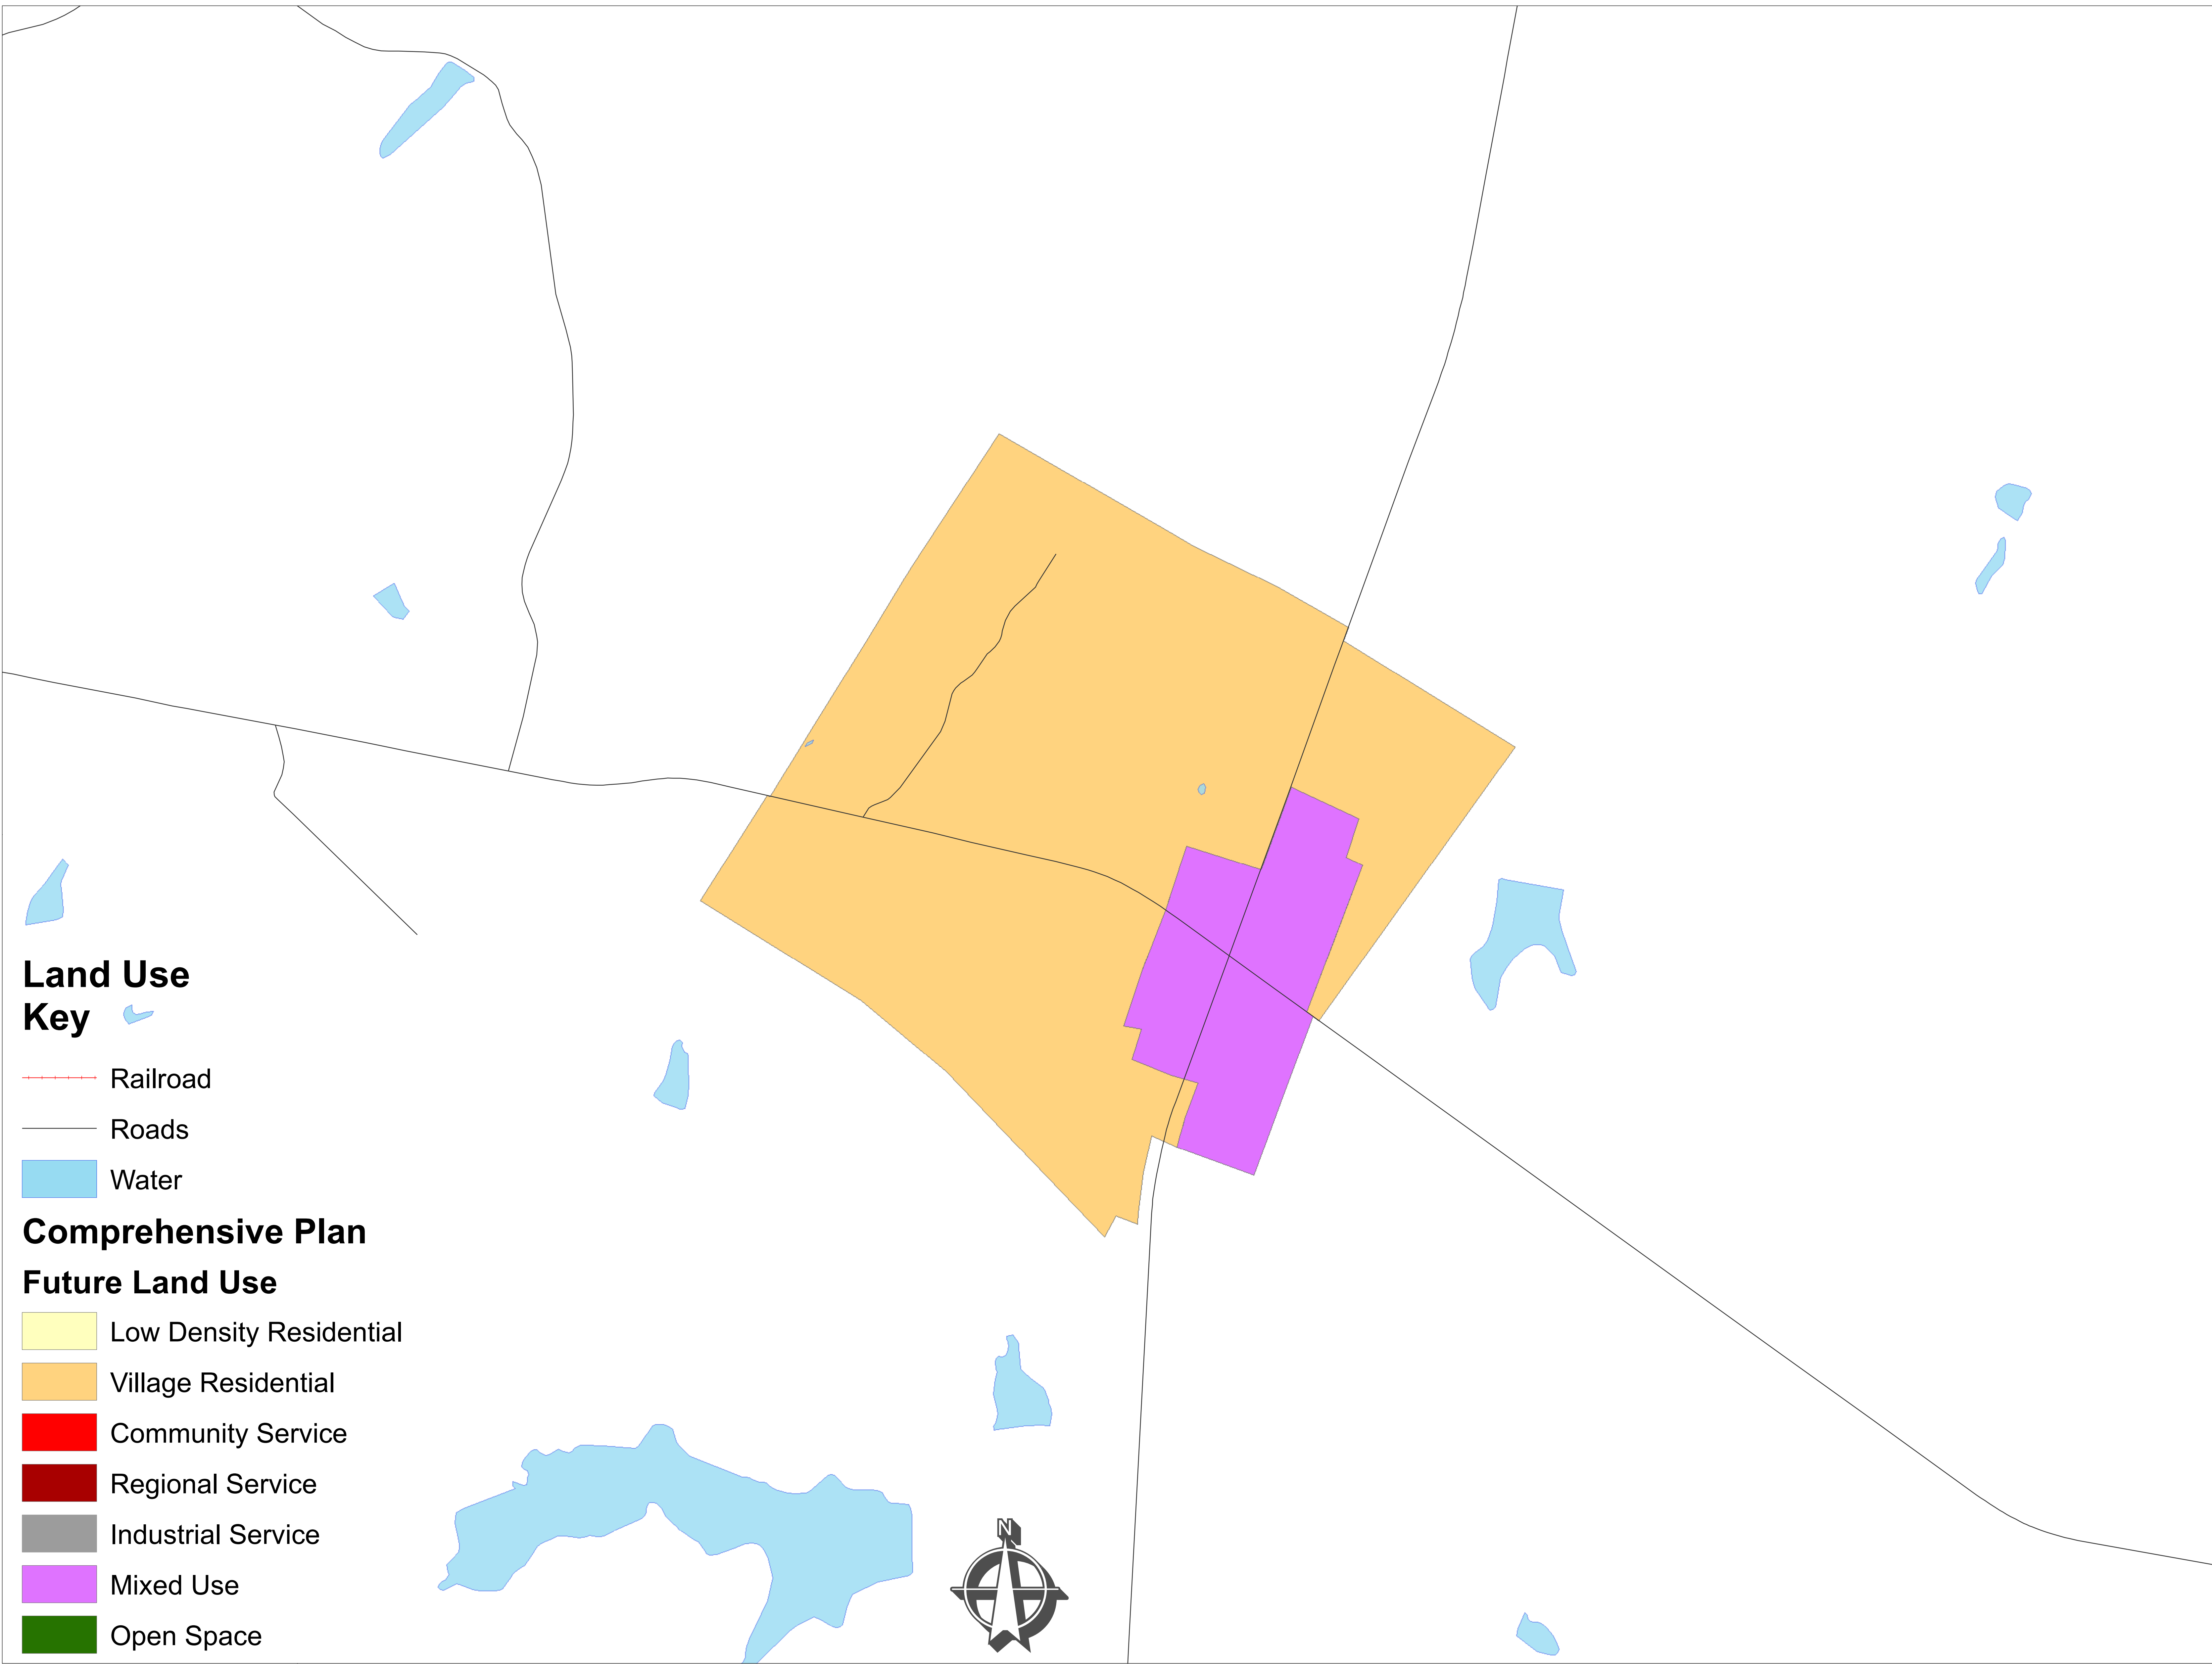 Land Use
Key
Railroad
Roads
Water
Comprehensive Plan
Future Land Use
Low Density Residential
Village Residential
Community Service
Regional Service
Industrial Service
Mixed Use
Open Space
N